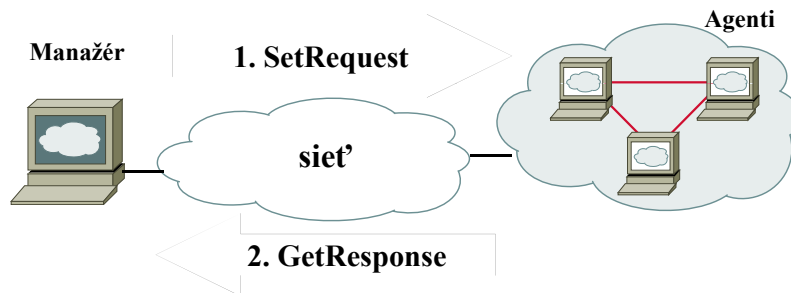 Agenti
Manažér
1. SetRequest
sieť
2. GetResponse